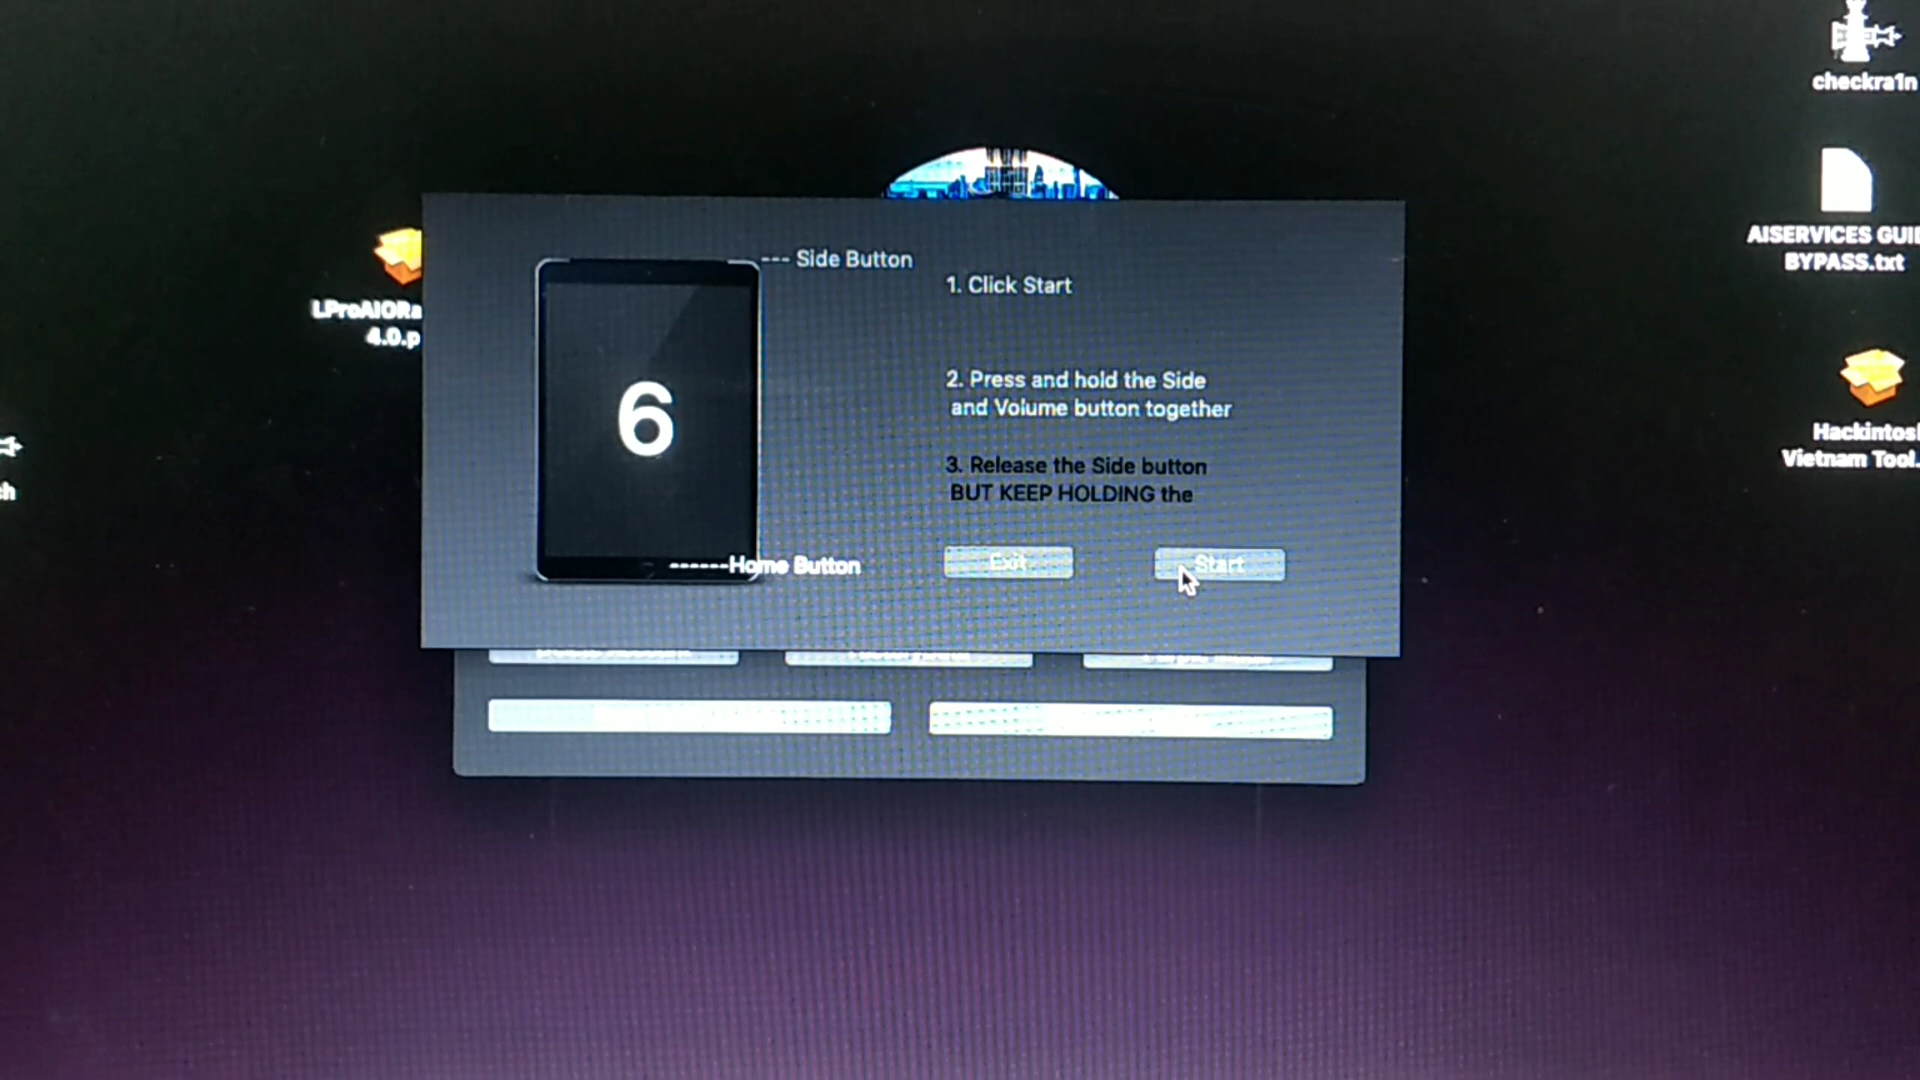 checkra1n
AISERVICES GUI
BYPASS.txt
LProAIORa
4.0.p
--- Side Button
1. Click Start
6
2. Press and hold the Side
and Volume button together
3. Release the Side button
BUT KEEP HOLDING the
Hackintos
Vietnam Tool.
------Home Button
Exit
Start